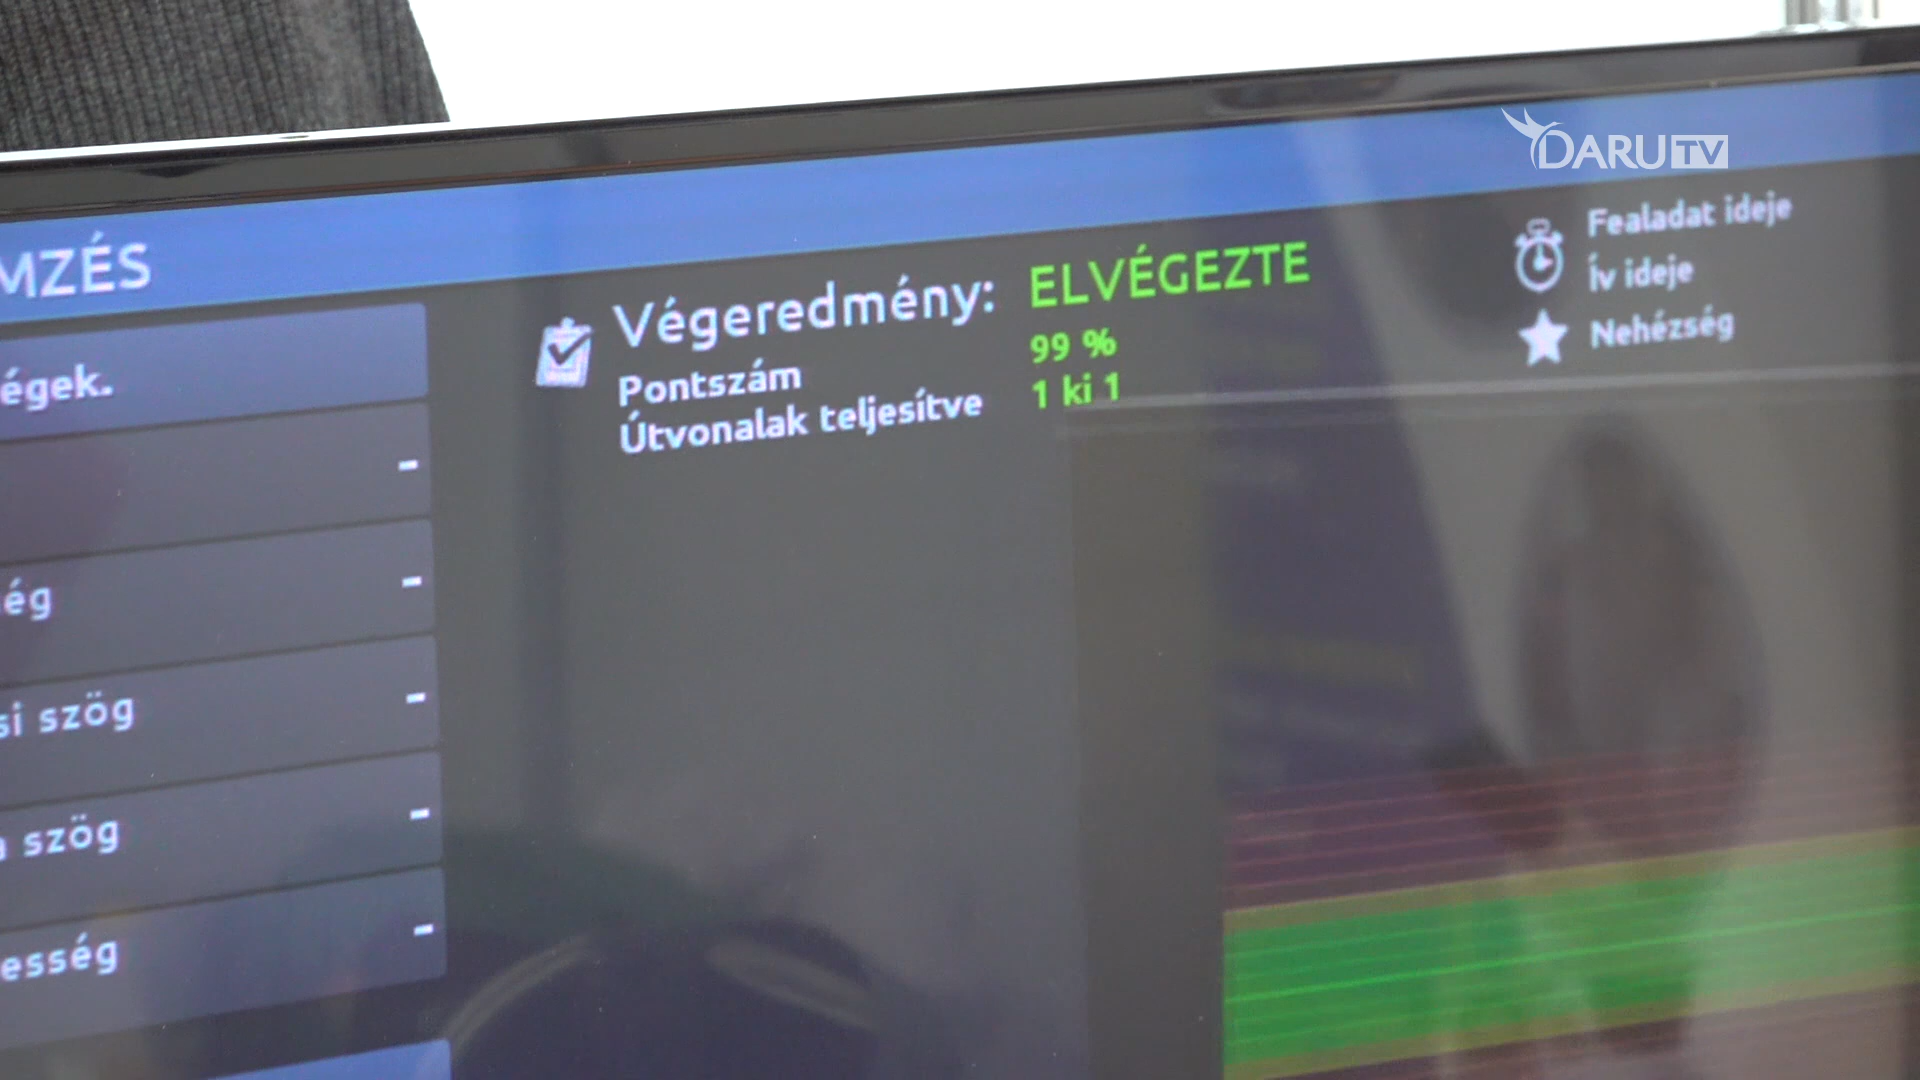 DARU TV
MZÉS
égek.
ég
si szög
szög
esség
Végeredmény: ELVÉGEZTE
Pontszám 99 %
Útvonalak teljesítve 1 ki 1
Fealadat ideje
Ív ideje
Nehézség